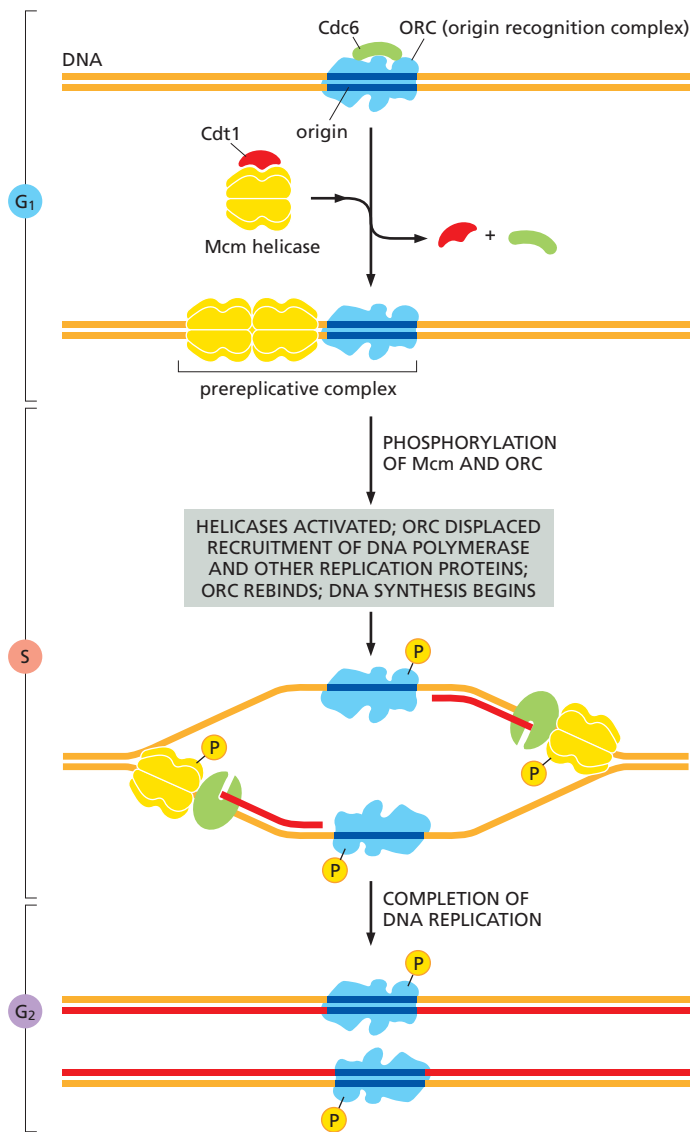 Cdc6
ORC (origin recognition complex)
DNA
origin
Cdt1
G1
Mcm helicase
+
prereplicative complex
PHOSPHORYLATION
OF Mcm AND ORC
HELICASES ACTIVATED; ORC DISPLACED
RECRUITMENT OF DNA POLYMERASE
AND OTHER REPLICATION PROTEINS;
ORC REBINDS; DNA SYNTHESIS BEGINS
S
P
P
P
P
COMPLETION OF
DNA REPLICATION
P
G2
P